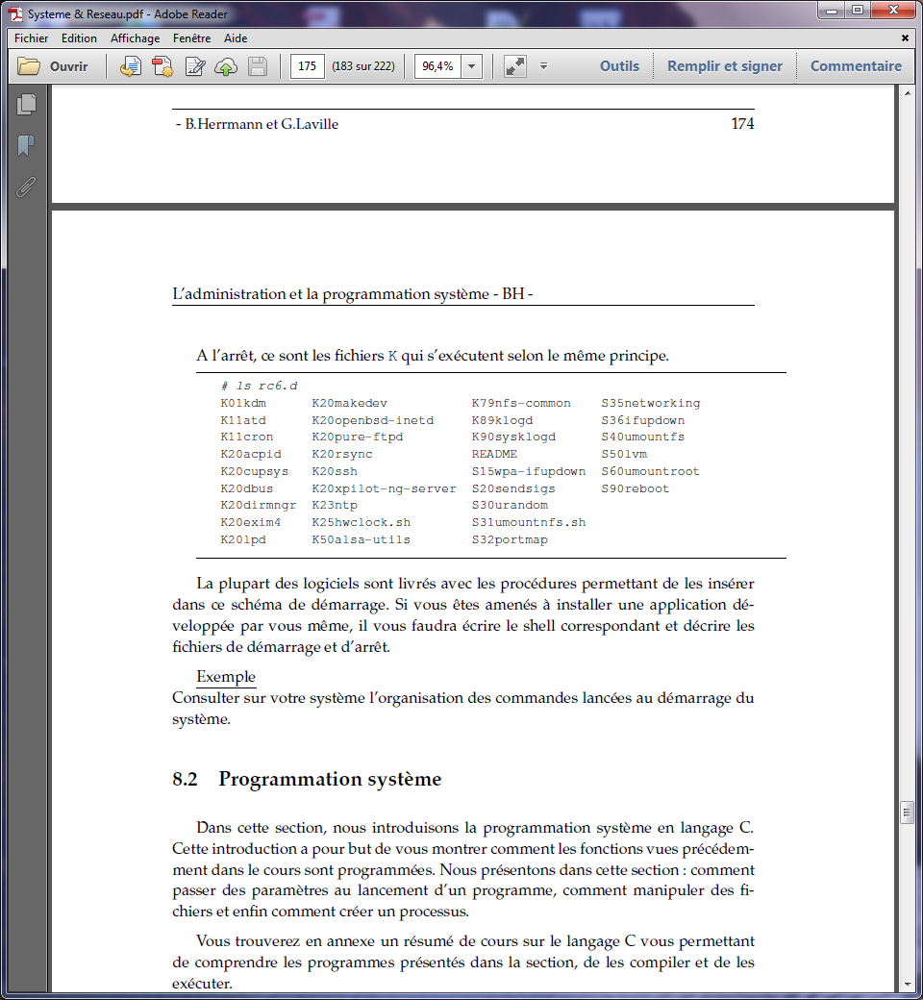 Systeme & Reseau.pdf - Adobe Reader
Fichier Edition Affichage Fenêtre Aide
Ouvrir 175 (183 sur 222) 96,4% Outils Remplir et signer Commentaire
- B.Herrmann et G.Laville 174
L'administration et la programmation système - BH -
A l'arrêt, ce sont les fichiers K qui s'exécutent selon le même principe.
# ls rc6.d
K01kdm K20makedev K79nfs-common S35networking
K11atd K20openbsd-inetd K89klogd S36ifupdown
K11cron K20pure-ftpd K90sysklogd S40umountfs
K20acpid K20rsync README S50lvm
K20cupsys K20ssh S15wpa-ifupdown S60umountroot
K20dbus K20xpilot-ng-server S20sendsigs S90reboot
K20dirmngr K23ntp S30urandom
K20exim4 K25hwclock.sh S31umountnfs.sh
K20lpd K50alsa-utils S32portmap
La plupart des logiciels sont livrés avec les procédures permettant de les insérer
dans ce schéma de démarrage. Si vous êtes amenés à installer une application dé-
veloppée par vous même, il vous faudra écrire le shell correspondant et décrire les
fichiers de démarrage et d'arrêt.
Exemple
Consulter sur votre système l'organisation des commandes lancées au démarrage du
système.
8.2 Programmation système
Dans cette section, nous introduisons la programmation système en langage C.
Cette introduction a pour but de vous montrer comment les fonctions vues précédem-
ment dans le cours sont programmées. Nous présentons dans cette section : comment
passer des paramètres au lancement d'un programme, comment manipuler des fi-
chiers et enfin comment créer un processus.
Vous trouverez en annexe un résumé de cours sur le langage C vous permettant
de comprendre les programmes présentés dans la section, de les compiler et de les
exécuter.